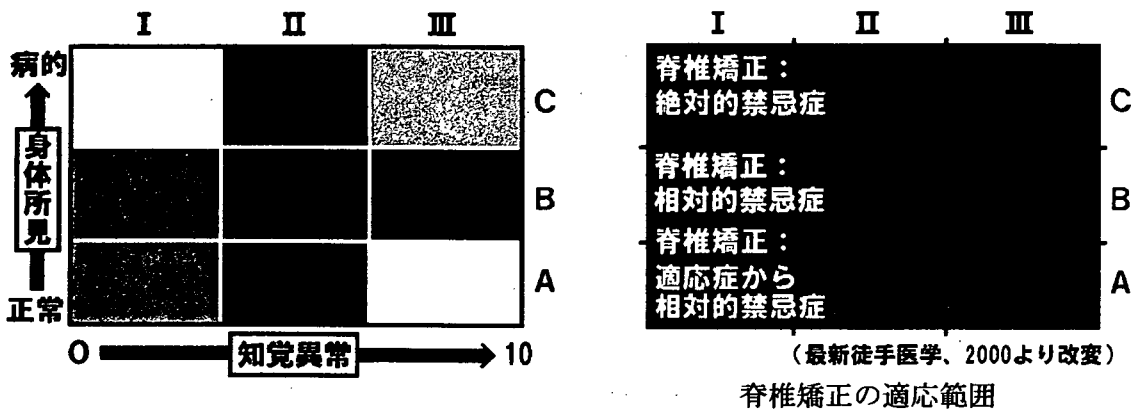 I II III
病的
身体所見
正常
C
B
A
0 知覚異常 10
I II III
脊椎矯正：
絶対的禁忌症
脊椎矯正：
相対的禁忌症
脊椎矯正：
適応症から
相対的禁忌症
C
B
A
（最新徒手医学、2000より改変）
脊椎矯正の適応範囲